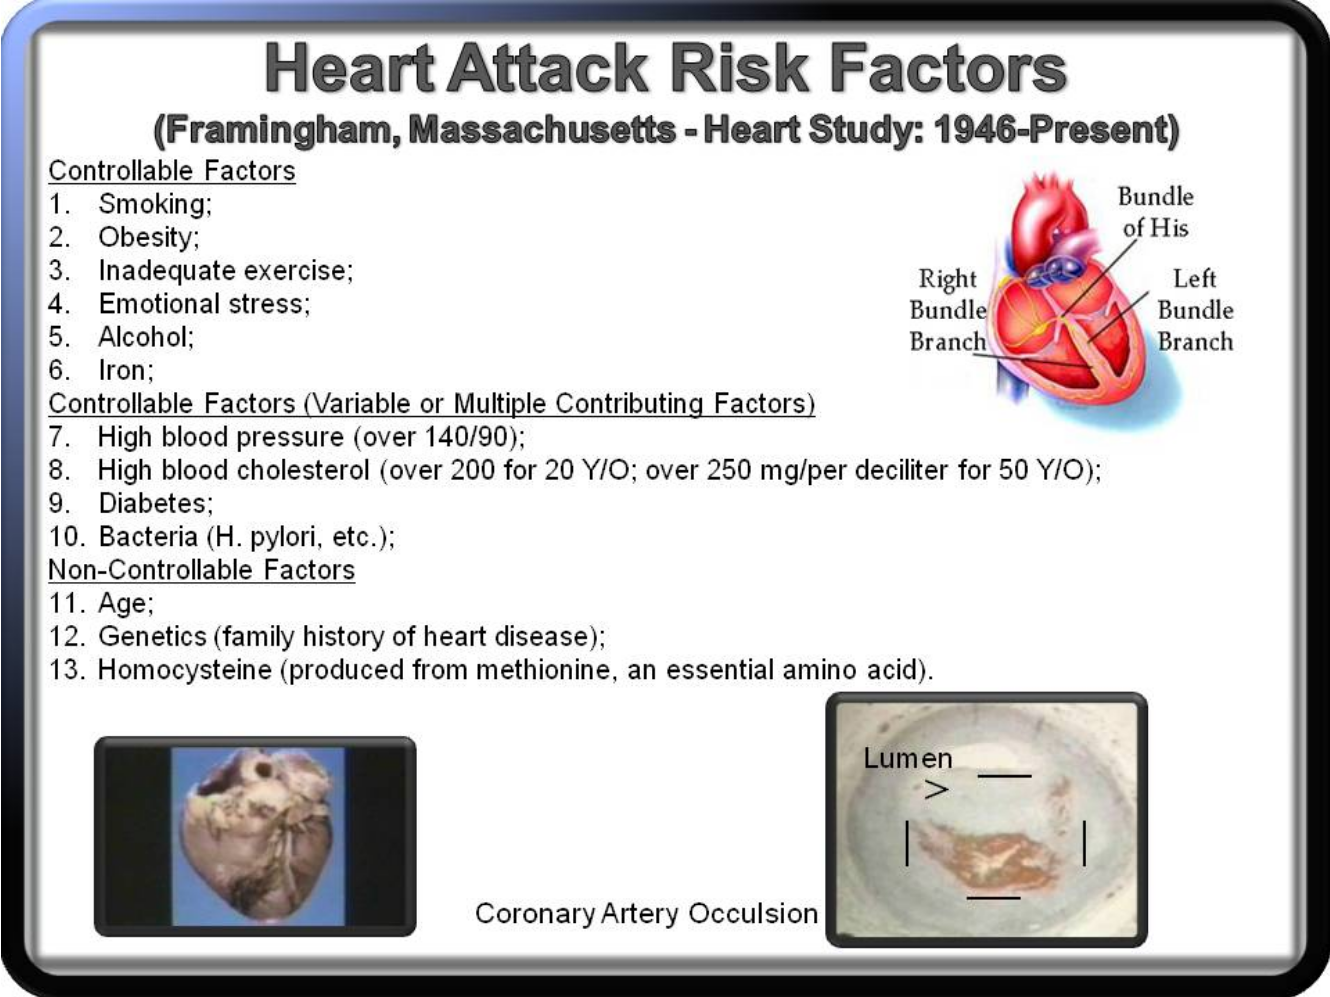 Heart Attack Risk Factors
(Framingham, Massachusetts - Heart Study: 1946-Present)
Controllable Factors
1. Smoking;
2. Obesity;
3. Inadequate exercise;
4. Emotional stress;
5. Alcohol;
6. Iron;
Controllable Factors (Variable or Multiple Contributing Factors)
7. High blood pressure (over 140/90);
8. High blood cholesterol (over 200 for 20 Y/O; over 250 mg/per deciliter for 50 Y/O);
9. Diabetes;
10. Bacteria (H. pylori, etc.);
Non-Controllable Factors
11. Age;
12. Genetics (family history of heart disease);
13. Homocysteine (produced from methionine, an essential amino acid).
Bundle
of His
Right
Bundle
Branch
Left
Bundle
Branch
Lumen
>
Coronary Artery Occulsion